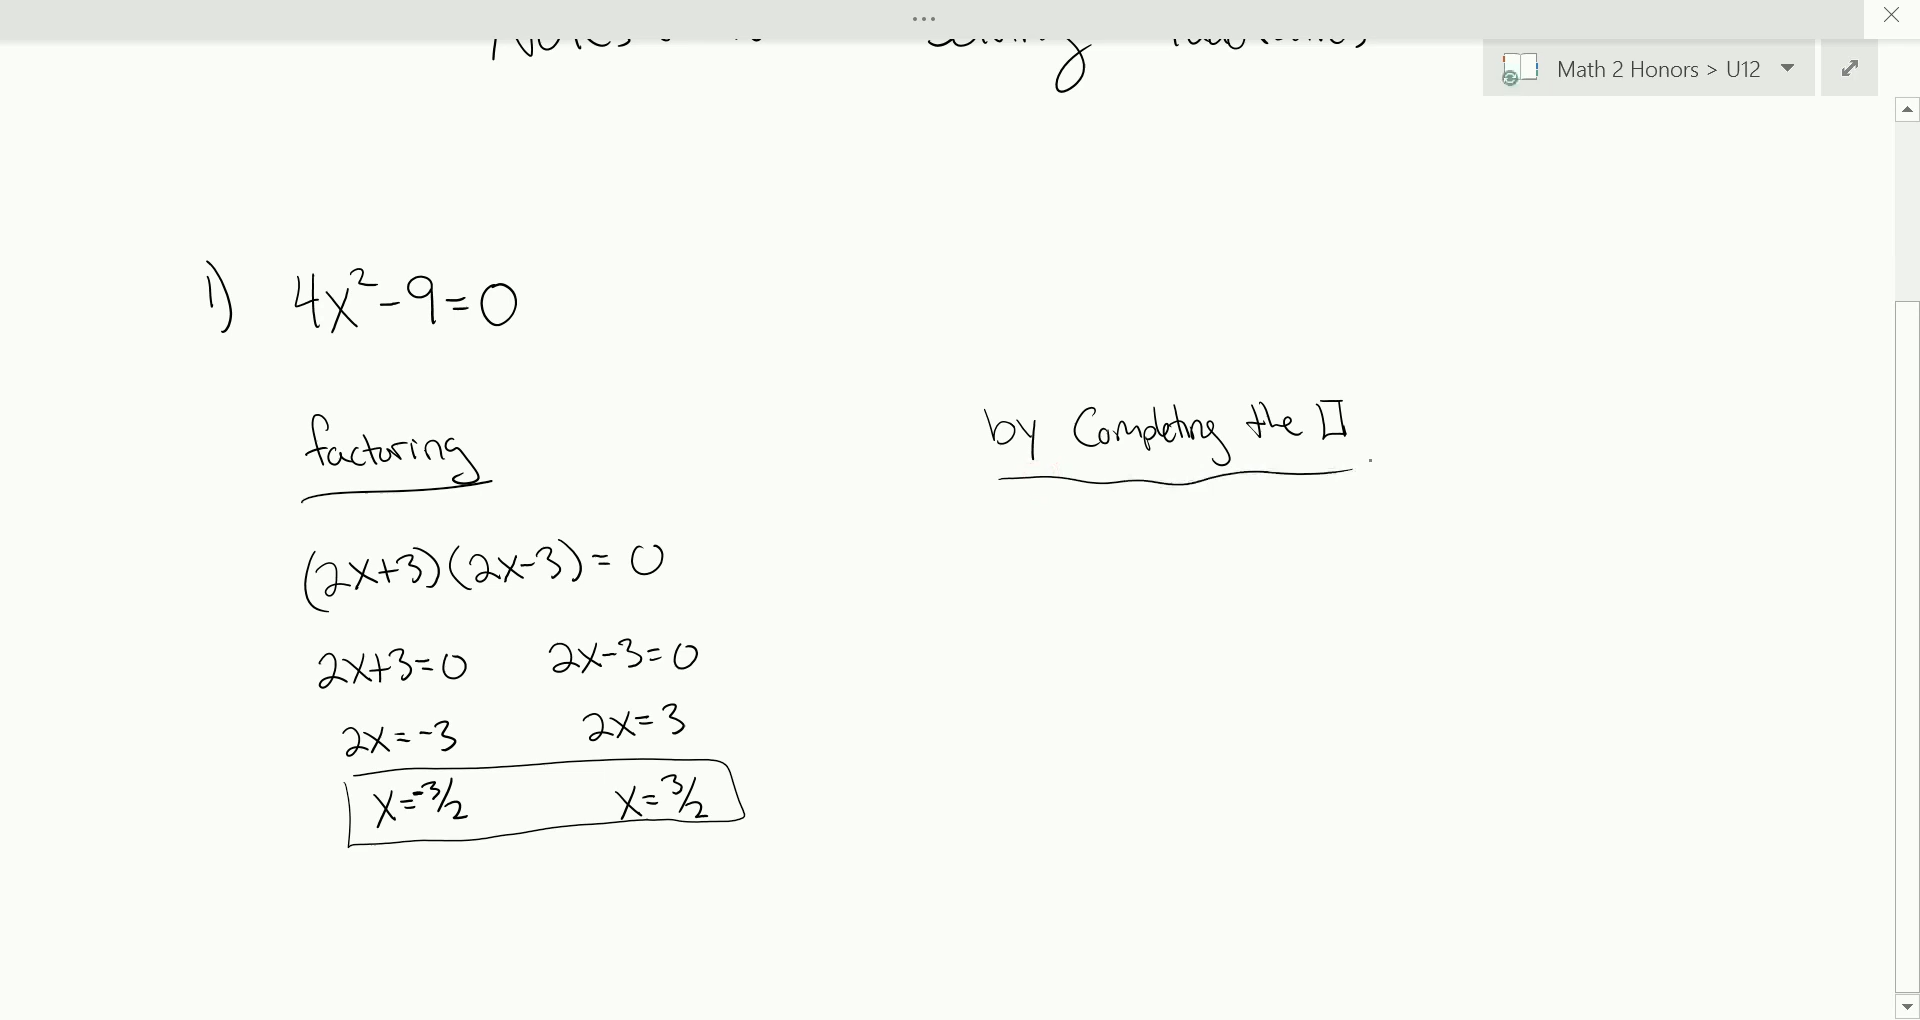 Math 2 Honors > U12
1) 4x²-9=0
factoring
by Completing the □
(2x+3)(2x-3)=0
2x+3=0 2x-3=0
2x=-3 2x=3
x=-3/2 x=3/2